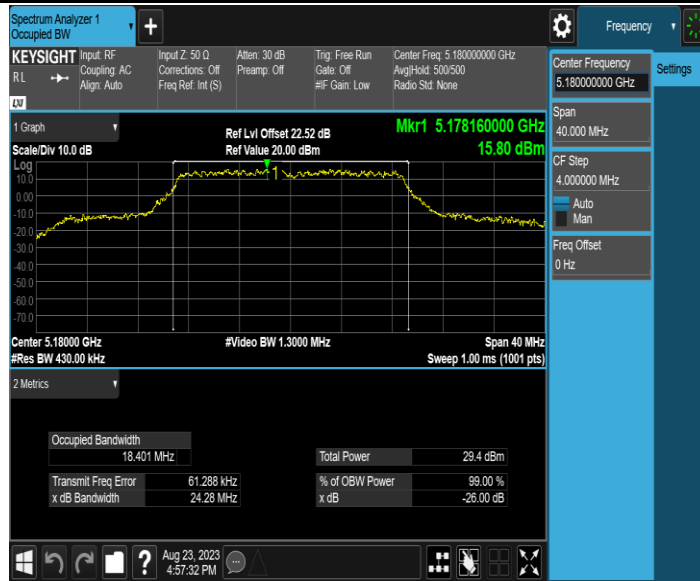 Spectrum Analyzer 1
Occupied BW
Frequency
KEYSIGHT
RL
LXI
Input: RF
Coupling: AC
Align: Auto
Input Z: 50 Ω
Corrections: Off
Freq Ref: Int (S)
Atten: 30 dB
Preamp: Off
Trig: Free Run
Gate: Off
#IF Gain: Low
Center Freq: 5.180000000 GHz
Avg|Hold: 500/500
Radio Std: None
Center Frequency
5.180000000 GHz
Settings
Span
40.000 MHz
CF Step
4.000000 MHz
Auto
Man
Freq Offset
0 Hz
1 Graph
Scale/Div 10.0 dB
Ref Lvl Offset 22.52 dB
Ref Value 20.00 dBm
Mkr1 5.178160000 GHz
15.80 dBm
Log
10.0
0.00
-10.0
-20.0
-30.0
-40.0
-50.0
-60.0
-70.0
1
Center 5.18000 GHz
#Res BW 430.00 kHz
#Video BW 1.3000 MHz
Span 40 MHz
Sweep 1.00 ms (1001 pts)
2 Metrics
Occupied Bandwidth
18.401 MHz
Total Power 29.4 dBm
Transmit Freq Error 61.288 kHz
% of OBW Power 99.00 %
x dB Bandwidth 24.28 MHz
x dB -26.00 dB
?
Aug 23, 2023
4:57:32 PM